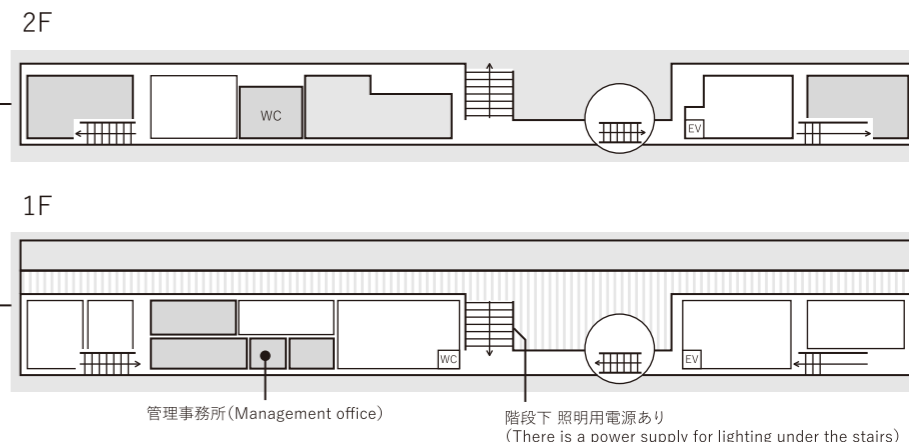 2F
WC
EV
1F
WC
EV
管理事務所(Management office)
階段下 照明用電源あり
(There is a power supply for lighting under the stairs)